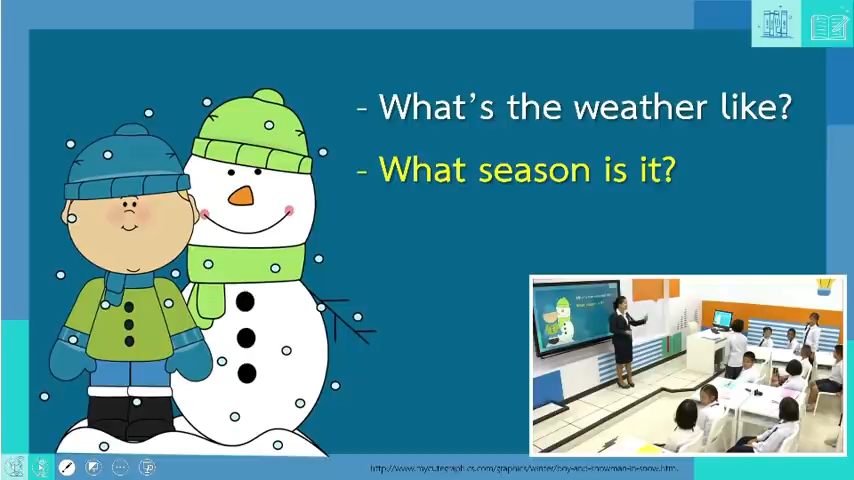 - What's the weather like?
- What season is it?
http://www.mycutegraphics.com/graphics/winter/boy-and-snowman-in-snow.html